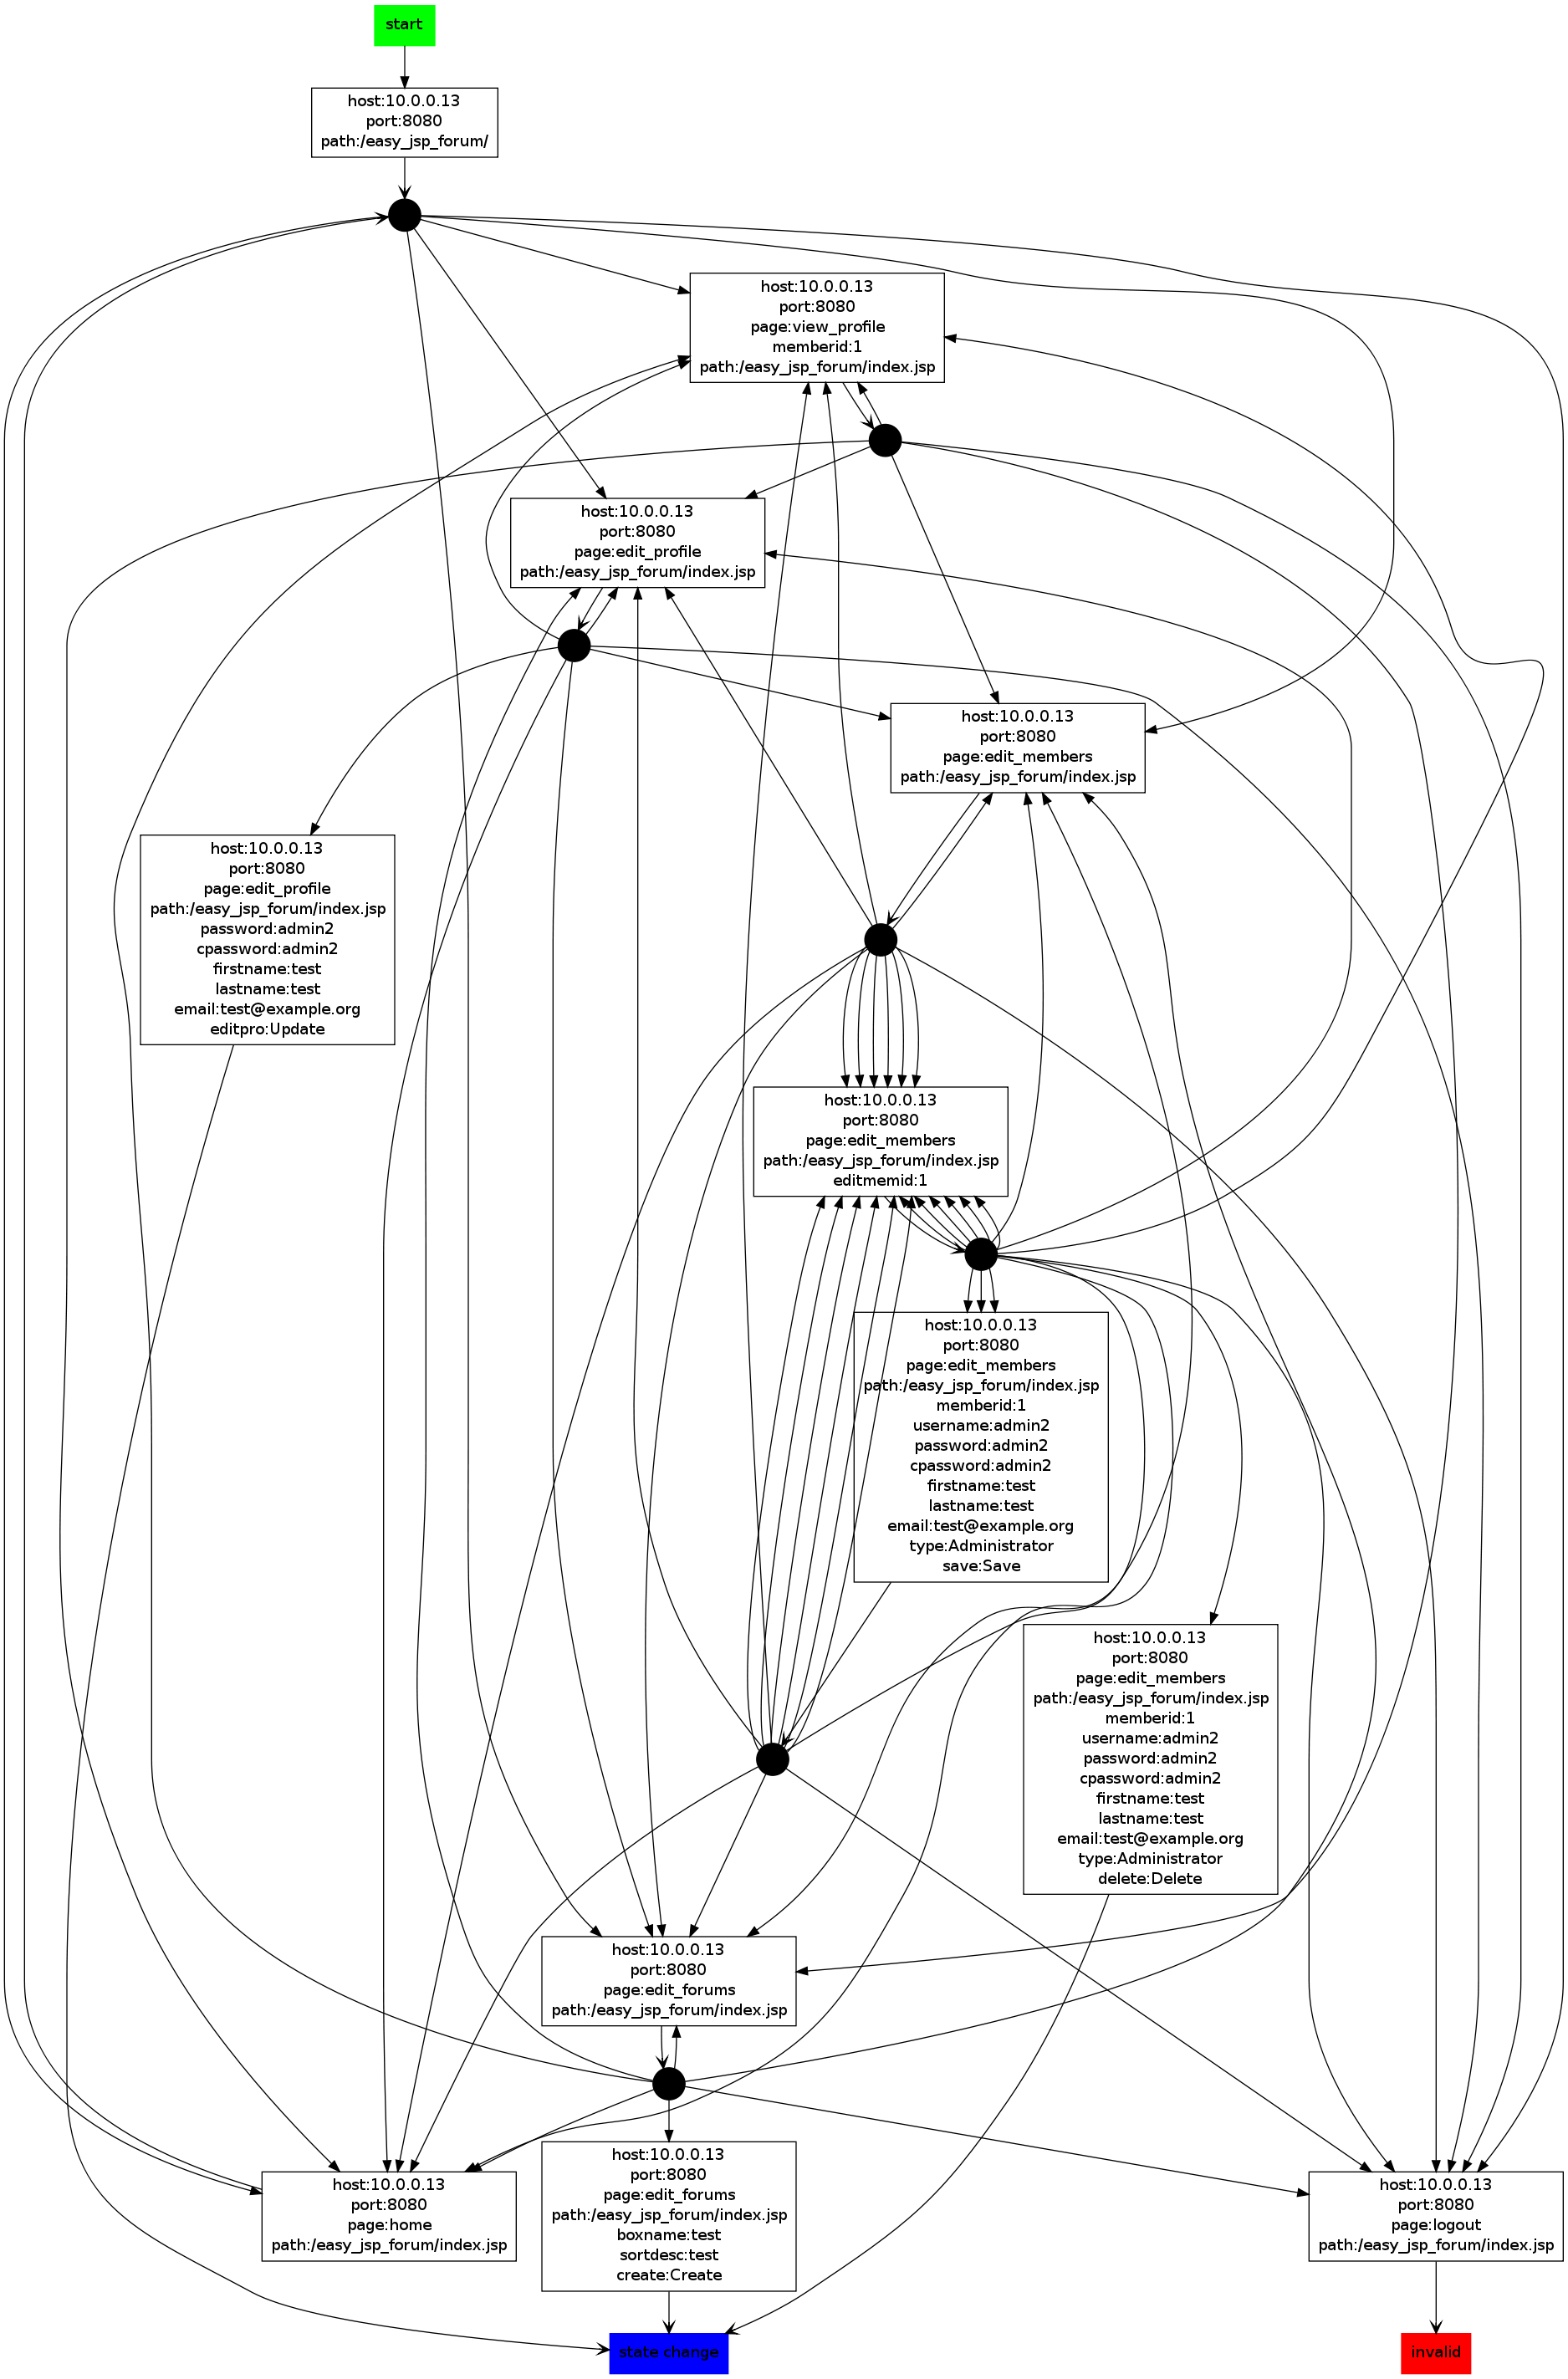 start
host:10.0.0.13
port:8080
path:/easy_jsp_forum/
host:10.0.0.13
port:8080
page:view_profile
memberid:1
path:/easy_jsp_forum/index.jsp
host:10.0.0.13
port:8080
page:edit_profile
path:/easy_jsp_forum/index.jsp
host:10.0.0.13
port:8080
page:edit_members
path:/easy_jsp_forum/index.jsp
host:10.0.0.13
port:8080
page:edit_profile
path:/easy_jsp_forum/index.jsp
password:admin2
cpassword:admin2
firstname:test
lastname:test
email:test@example.org
editpro:Update
host:10.0.0.13
port:8080
page:edit_members
path:/easy_jsp_forum/index.jsp
editmemid:1
host:10.0.0.13
port:8080
page:edit_members
path:/easy_jsp_forum/index.jsp
memberid:1
username:admin2
password:admin2
cpassword:admin2
firstname:test
lastname:test
email:test@example.org
type:Administrator
save:Save
host:10.0.0.13
port:8080
page:edit_members
path:/easy_jsp_forum/index.jsp
memberid:1
username:admin2
password:admin2
cpassword:admin2
firstname:test
lastname:test
email:test@example.org
type:Administrator
delete:Delete
host:10.0.0.13
port:8080
page:edit_forums
path:/easy_jsp_forum/index.jsp
host:10.0.0.13
port:8080
page:home
path:/easy_jsp_forum/index.jsp
host:10.0.0.13
port:8080
page:edit_forums
path:/easy_jsp_forum/index.jsp
boxname:test
sortdesc:test
create:Create
host:10.0.0.13
port:8080
page:logout
path:/easy_jsp_forum/index.jsp
state change
invalid